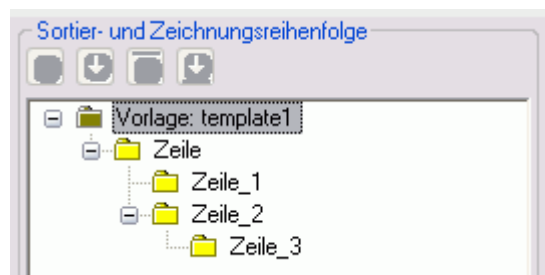 Sortier- und Zeichnungsreihenfolge
Vorlage: template1
Zeile
Zeile_1
Zeile_2
Zeile_3